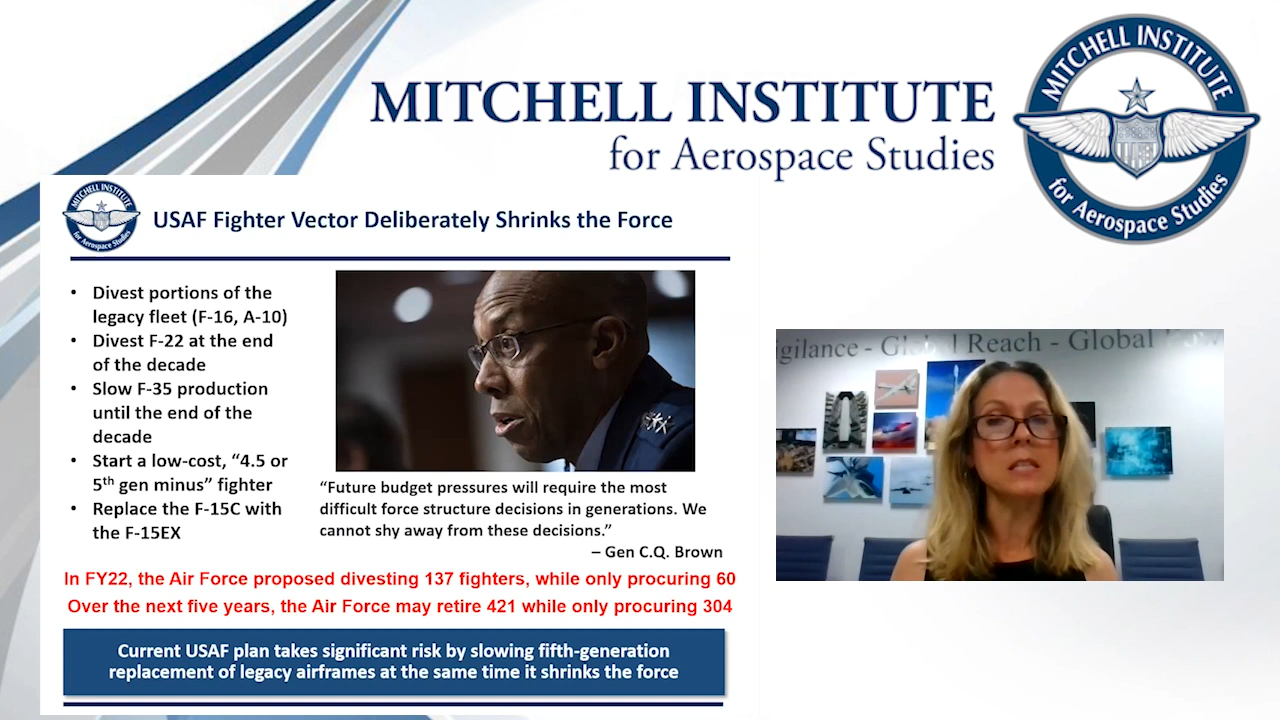 MITCHELL INSTITUTE
for Aerospace Studies
MITCHELL INSTITUTE
for Aerospace Studies
MITCHELL INSTITUTE
for Aerospace Studies
USAF Fighter Vector Deliberately Shrinks the Force
• Divest portions of the
legacy fleet (F-16, A-10)
• Divest F-22 at the end
of the decade
• Slow F-35 production
until the end of the
decade
• Start a low-cost, “4.5 or
5th gen minus” fighter
• Replace the F-15C with
the F-15EX
“Future budget pressures will require the most
difficult force structure decisions in generations. We
cannot shy away from these decisions.”
– Gen C.Q. Brown
In FY22, the Air Force proposed divesting 137 fighters, while only procuring 60
Over the next five years, the Air Force may retire 421 while only procuring 304
Current USAF plan takes significant risk by slowing fifth-generation
replacement of legacy airframes at the same time it shrinks the force
Reach - Global